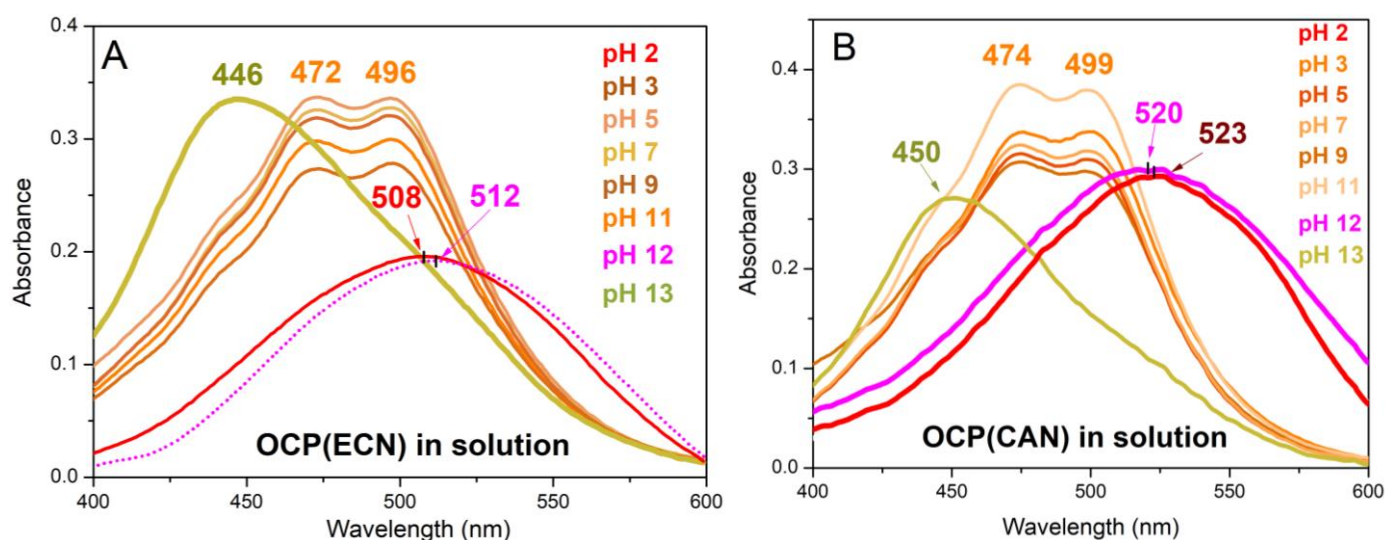 A
446
472
496
508
512
pH 2
pH 3
pH 5
pH 7
pH 9
pH 11
pH 12
pH 13
OCP(ECN) in solution
Absorbance
0.4
0.3
0.2
0.1
0.0
400
450
500
550
600
Wavelength (nm)
B
474
499
520
523
450
pH 2
pH 3
pH 5
pH 7
pH 9
pH 11
pH 12
pH 13
OCP(CAN) in solution
Absorbance
0.4
0.3
0.2
0.1
0.0
400
450
500
550
600
Wavelength (nm)